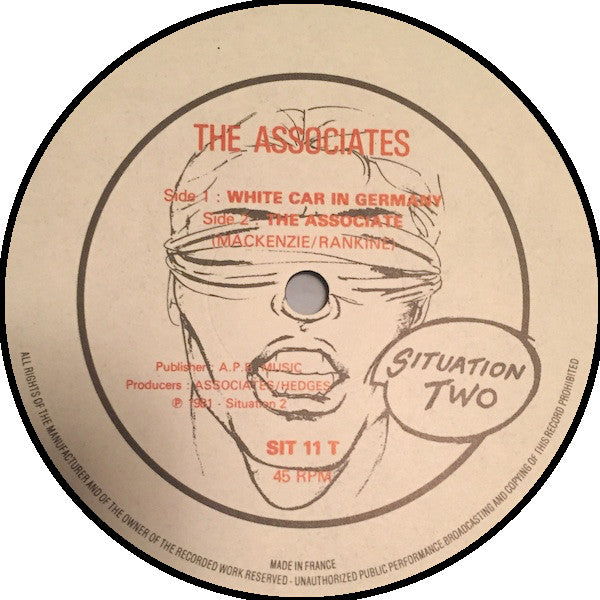 THE ASSOCIATES
Side 1 : WHITE CAR IN GERMANY
Side 2 : THE ASSOCIATE
(MACKENZIE/RANKINE)
SITUATION
TWO
Publisher : A.P.B. MUSIC
Producers : ASSOCIATES/HEDGES
℗ 1981 - Situation 2
SIT 11 T
45 RPM
MADE IN FRANCE
ALL RIGHTS OF THE MANUFACTURER AND OF THE OWNER OF THE RECORDED WORK RESERVED - UNAUTHORIZED PUBLIC PERFORMANCE BROADCASTING AND COPYING OF THIS RECORD PROHIBITED